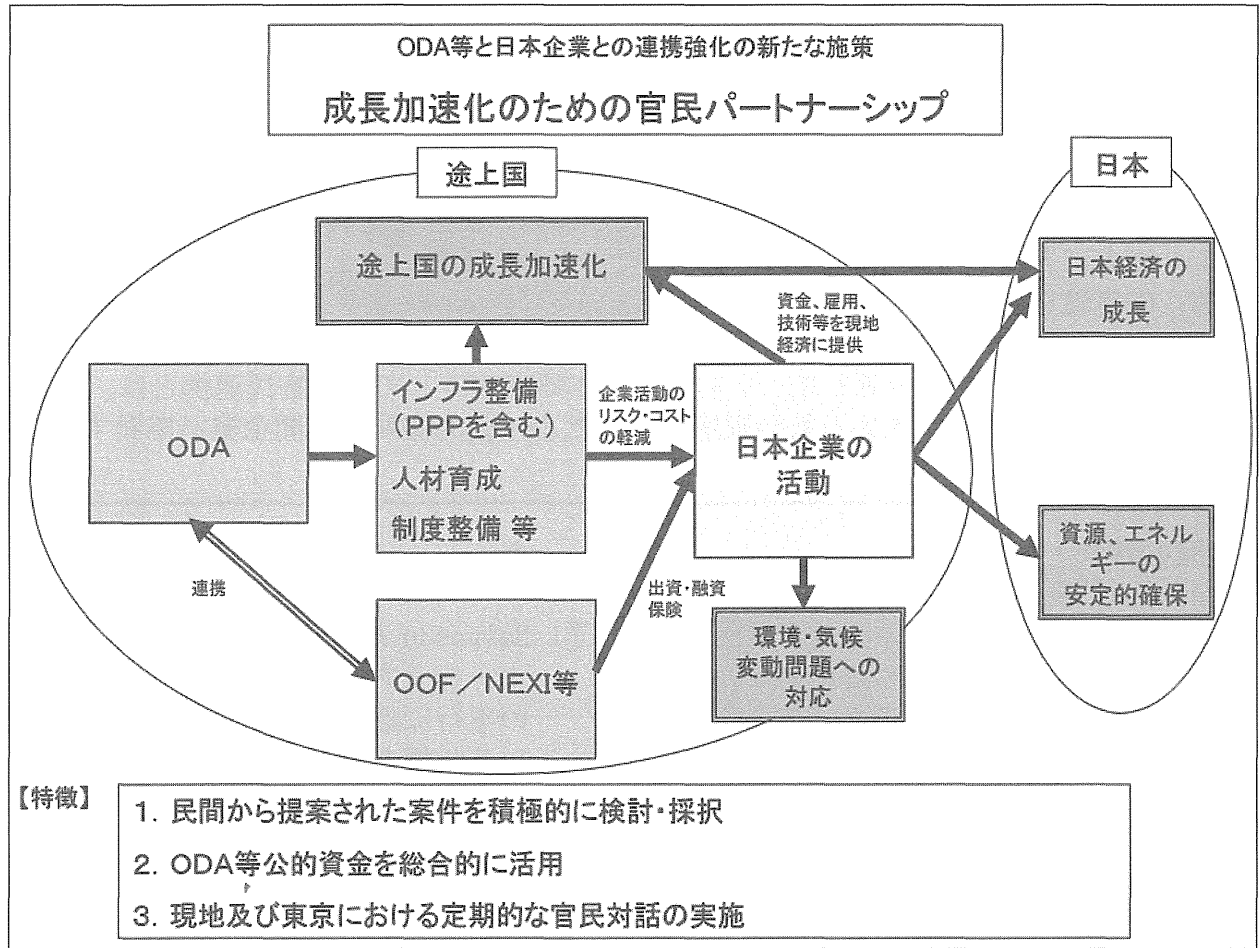 ODA等と日本企業との連携強化の新たな施策
成長加速化のための官民パートナーシップ
途上国
日本
途上国の成長加速化
日本経済の
成長
資金、雇用、
技術等を現地
経済に提供
ODA
インフラ整備
(PPPを含む)
人材育成
制度整備 等
企業活動の
リスク・コスト
の軽減
日本企業の
活動
連携
OOF/NEXI等
出資・融資
保険
環境・気候
変動問題への
対応
資源、エネル
ギーの
安定的確保
【特徴】
1. 民間から提案された案件を積極的に検討・採択
2. ODA等公的資金を総合的に活用
3. 現地及び東京における定期的な官民対話の実施